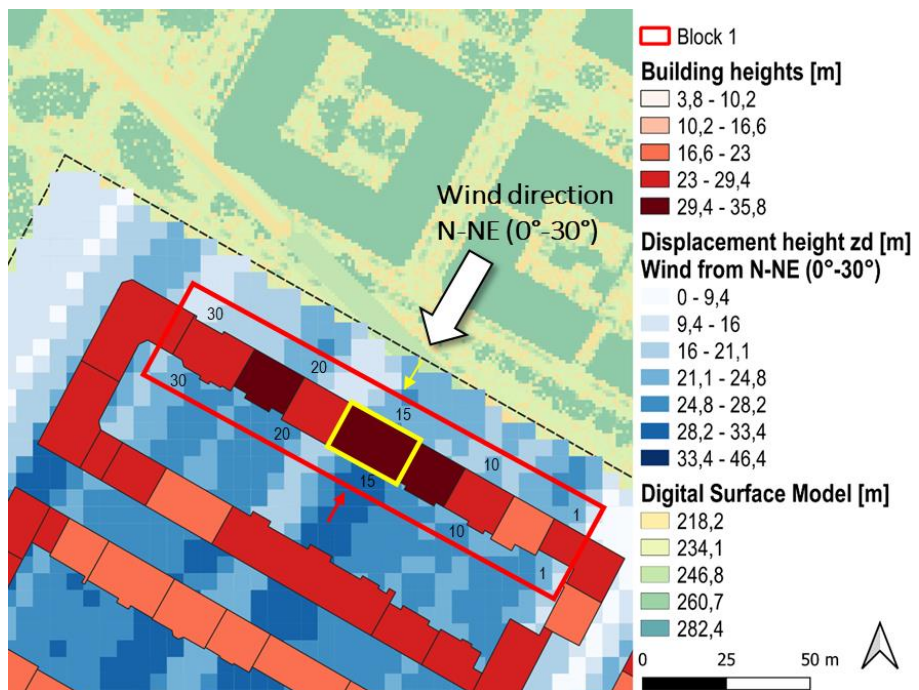 Wind direction
N-NE (0°-30°)
30
30
20
20
15
15
10
10
1
1
Block 1
Building heights [m]
3,8 - 10,2
10,2 - 16,6
16,6 - 23
23 - 29,4
29,4 - 35,8
Displacement height zd [m]
Wind from N-NE (0°-30°)
0 - 9,4
9,4 - 16
16 - 21,1
21,1 - 24,8
24,8 - 28,2
28,2 - 33,4
33,4 - 46,4
Digital Surface Model [m]
218,2
234,1
246,8
260,7
282,4
0 25 50 m